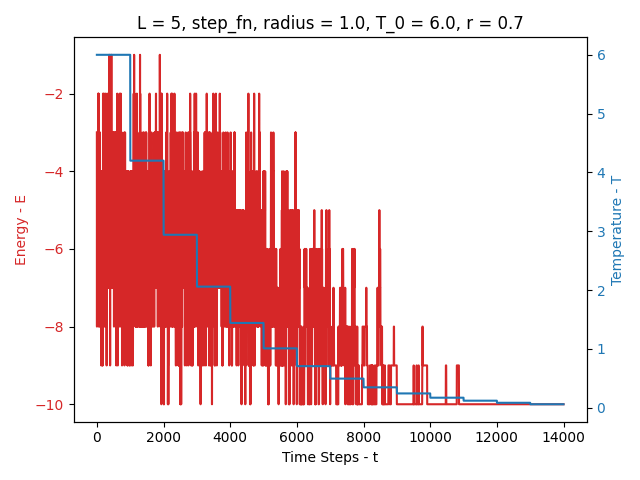 L = 5, step_fn, radius = 1.0, T_0 = 6.0, r = 0.7
Energy - E
−2
−4
−6
−8
−10
6
5
4
3
2
1
0
Temperature - T
0 2000 4000 6000 8000 10000 12000 14000
Time Steps - t